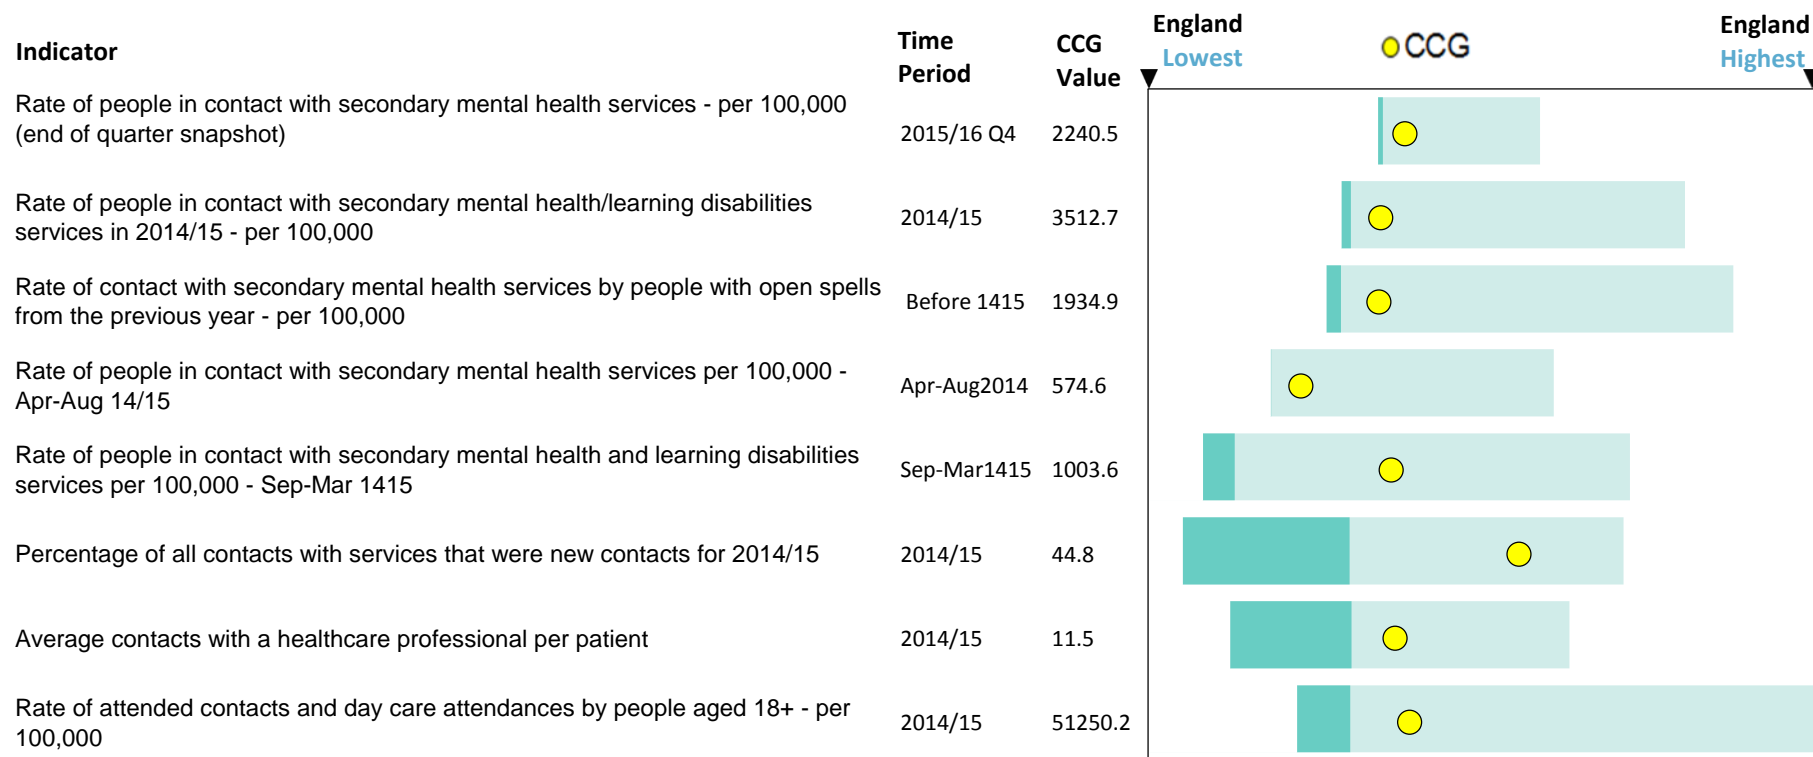 Indicator
Time
Period
CCG
Value
England
Lowest
CCG
England
Highest
Rate of people in contact with secondary mental health services - per 100,000
(end of quarter snapshot)
2015/16 Q4
2240.5
Rate of people in contact with secondary mental health/learning disabilities
services in 2014/15 - per 100,000
2014/15
3512.7
Rate of contact with secondary mental health services by people with open spells
from the previous year - per 100,000
Before 1415
1934.9
Rate of people in contact with secondary mental health services per 100,000 -
Apr-Aug 14/15
Apr-Aug2014
574.6
Rate of people in contact with secondary mental health and learning disabilities
services per 100,000 - Sep-Mar 1415
Sep-Mar1415
1003.6
Percentage of all contacts with services that were new contacts for 2014/15
2014/15
44.8
Average contacts with a healthcare professional per patient
2014/15
11.5
Rate of attended contacts and day care attendances by people aged 18+ - per
100,000
2014/15
51250.2